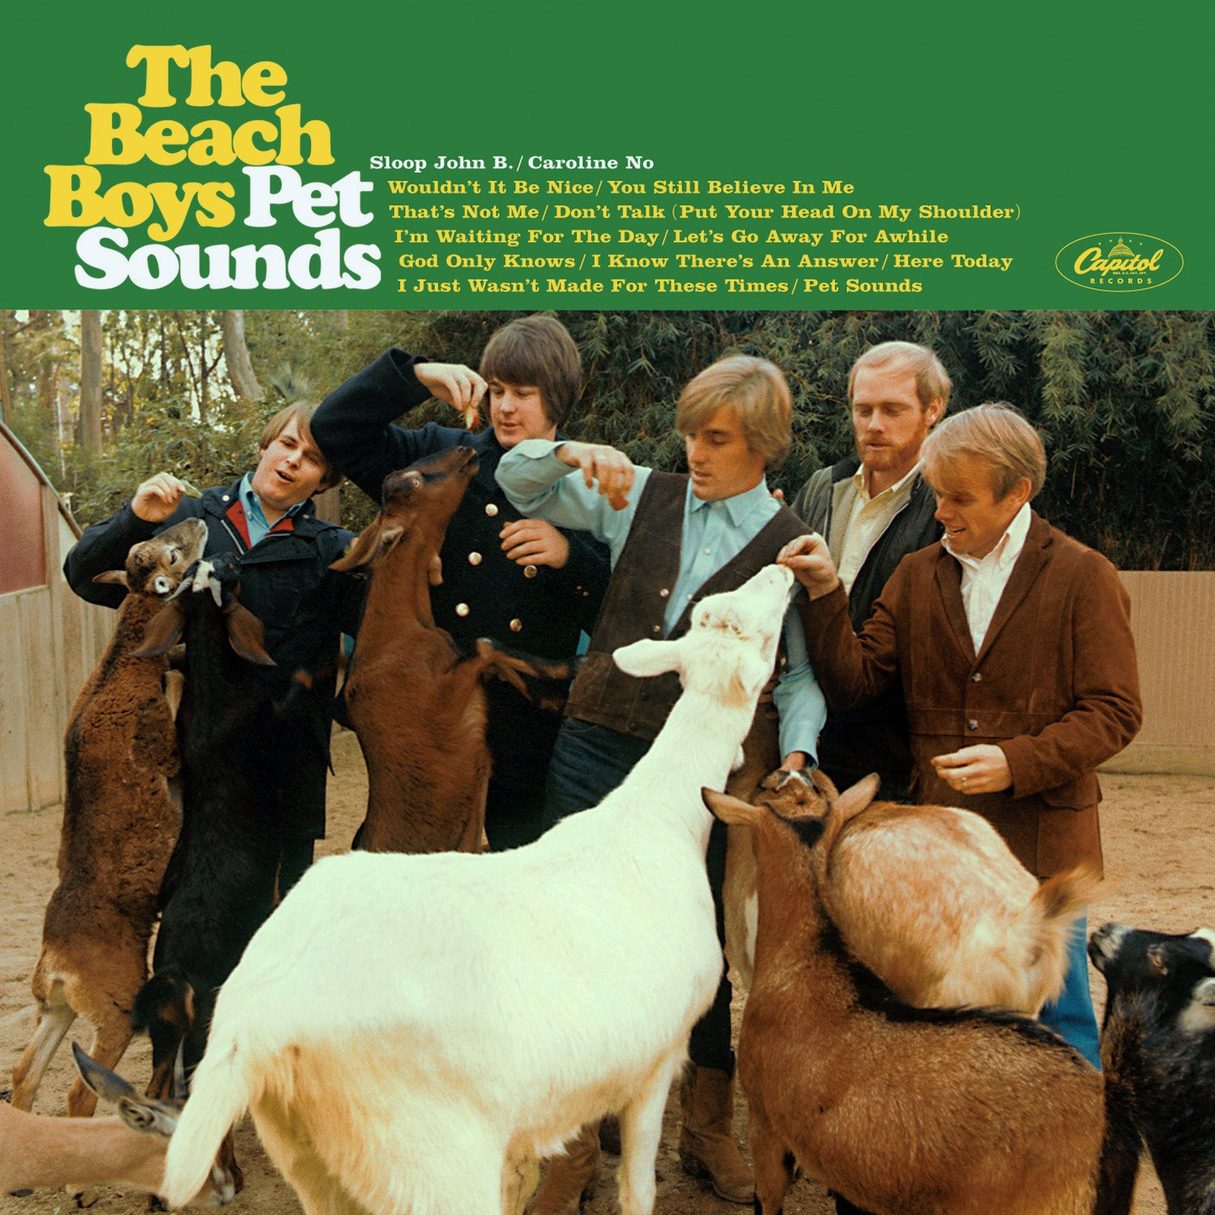 The
Beach
Boys Pet
Sounds
Sloop John B. / Caroline No
Wouldn't It Be Nice / You Still Believe In Me
That's Not Me / Don't Talk (Put Your Head On My Shoulder)
I'm Waiting For The Day / Let's Go Away For Awhile
God Only Knows / I Know There's An Answer / Here Today
I Just Wasn't Made For These Times / Pet Sounds
Capitol
RECORDS